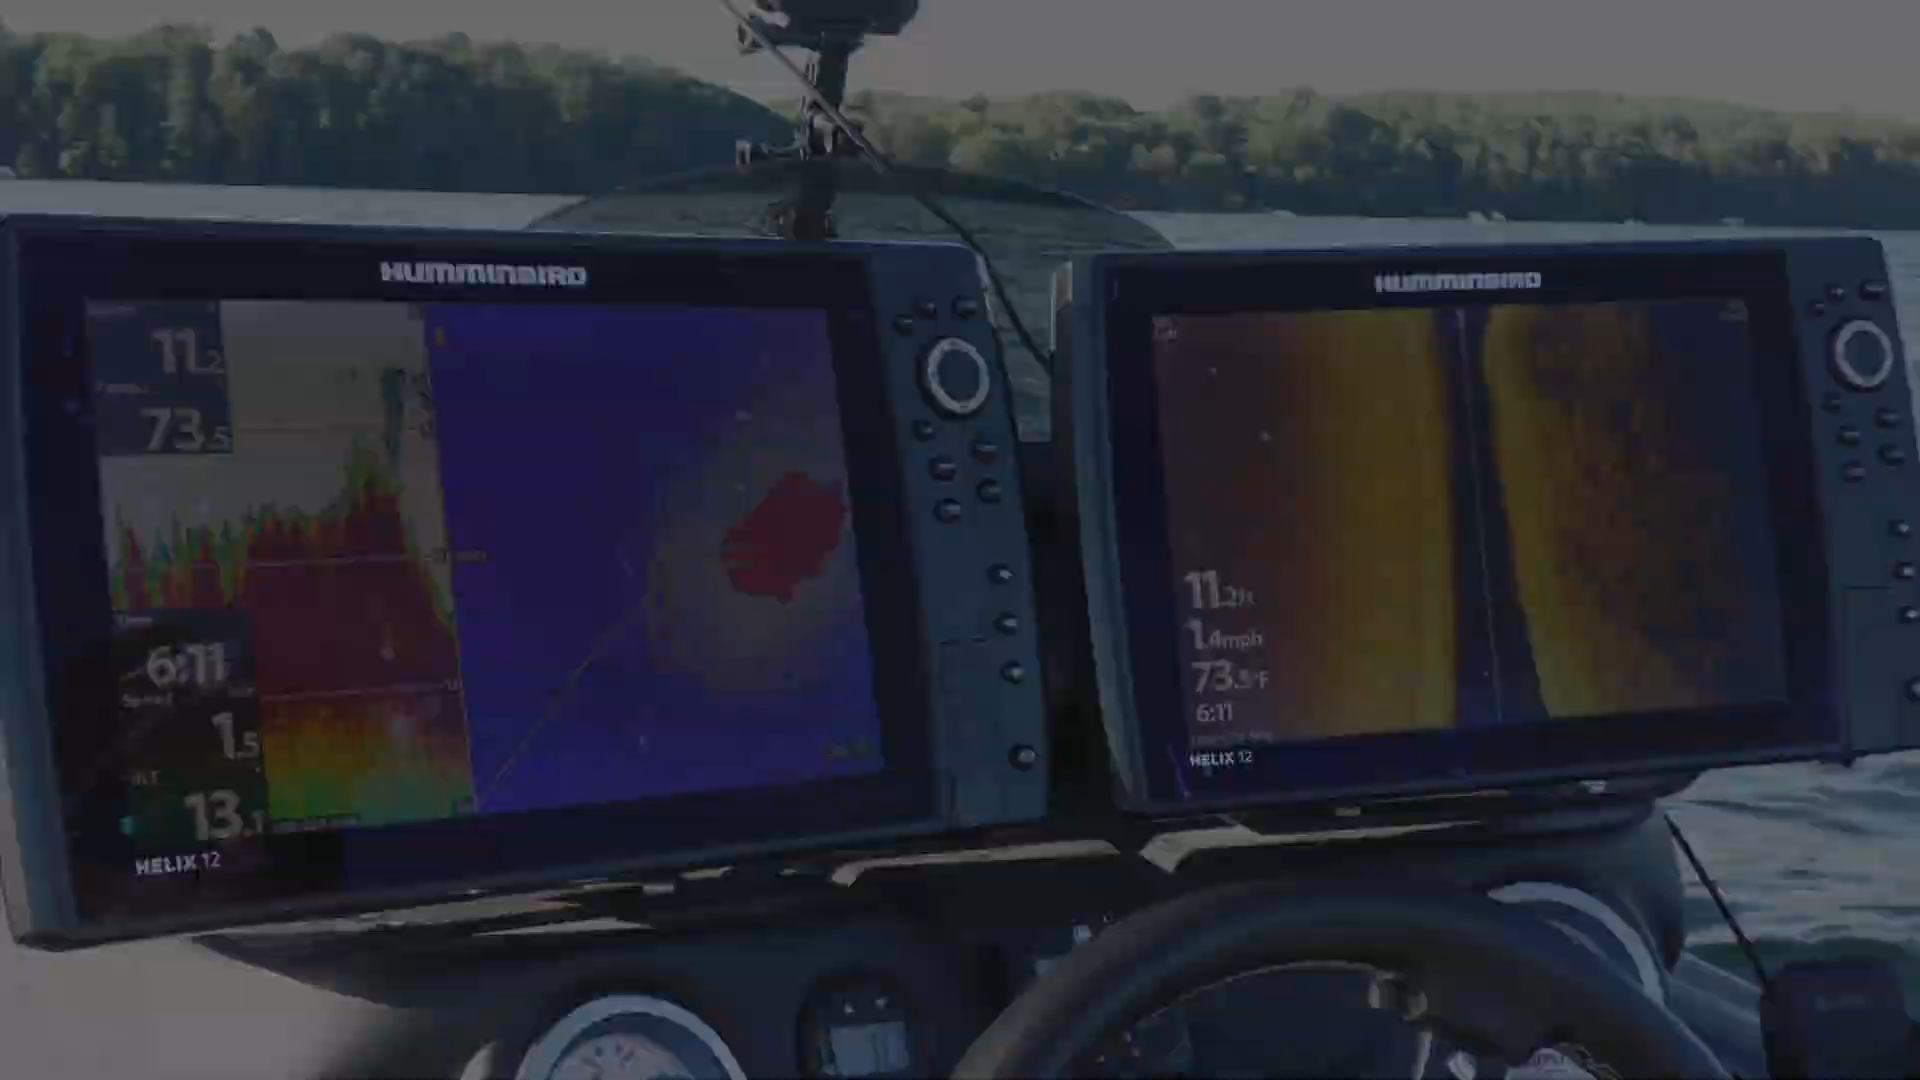 HUMMINBIRD
11.2
73.5
6:11
Speed
1.5
13.1
HELIX 12
HUMMINBIRD
11.2ft
1.4mph
73.5°F
6:11
HELIX 12